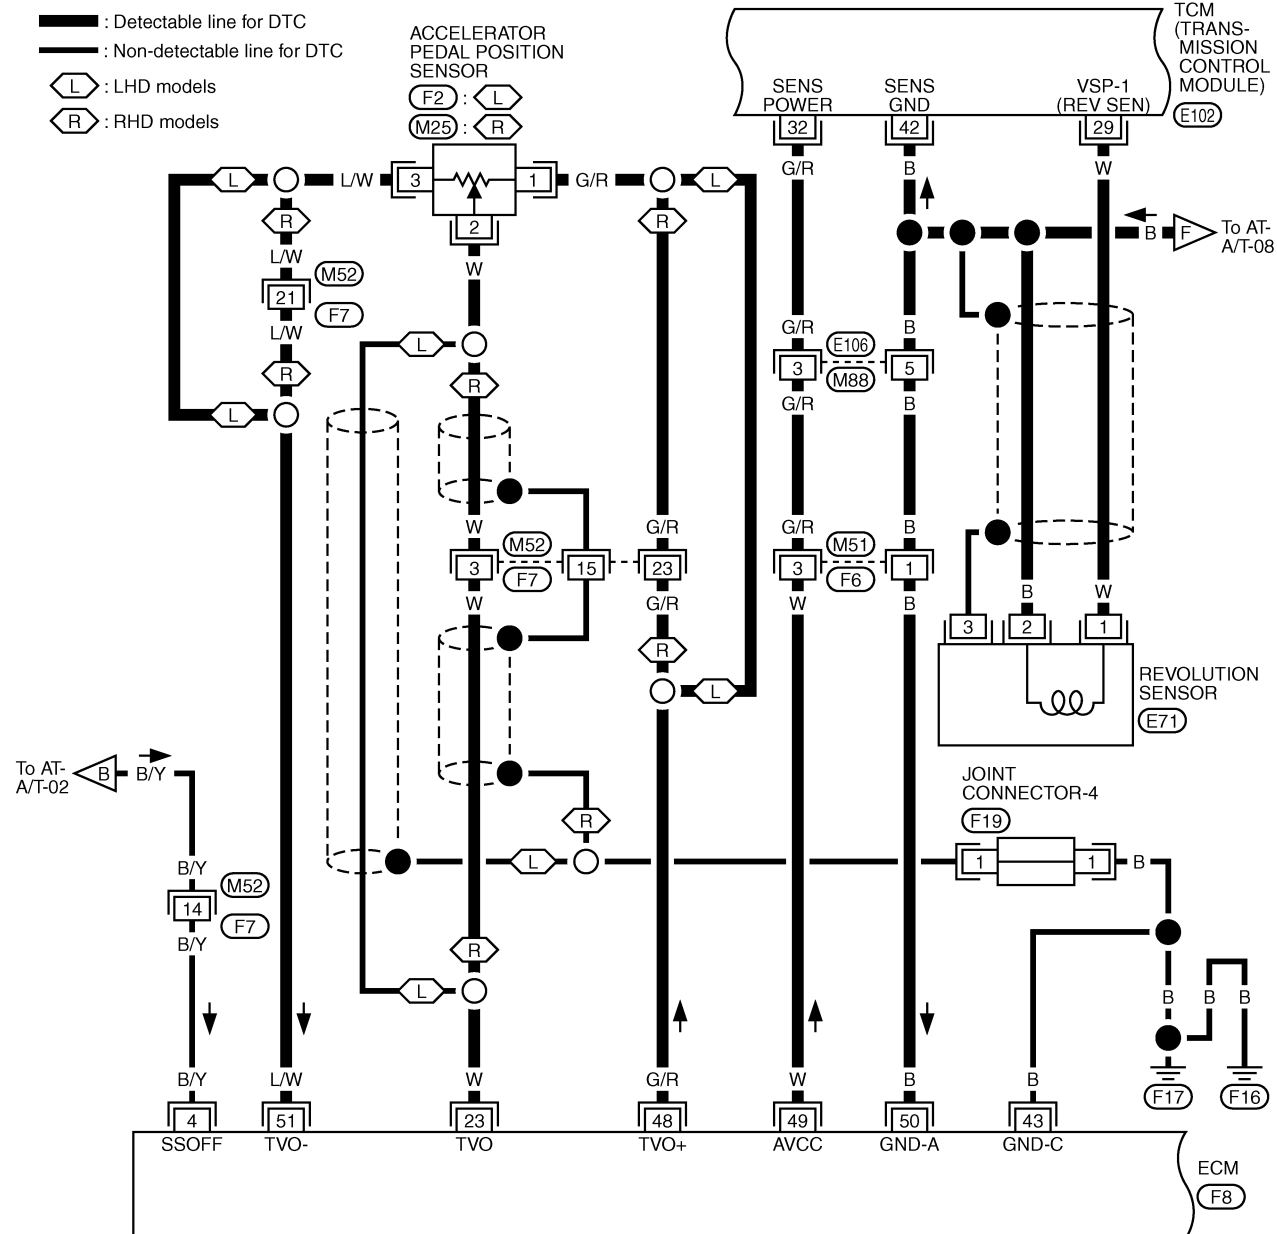 : Detectable line for DTC
: Non-detectable line for DTC
L : LHD models
R : RHD models
ACCELERATOR
PEDAL POSITION
SENSOR
F2 : L
M25 : R
TCM
(TRANS-
MISSION
CONTROL
MODULE)
E102
SENS
POWER
SENS
GND
VSP-1
(REV SEN)
32
42
29
G/R
B
W
L
L/W
3
1
G/R
L
R
2
R
B
F
To AT-
A/T-08
L/W
M52
W
21
F7
L/W
G/R
B
L
E106
R
R
3
5
M88
L
G/R
B
W
G/R
G/R
B
M52
M51
3
15
23
3
1
F7
F6
W
G/R
W
B
B
W
3
2
1
R
REVOLUTION
SENSOR
L
E71
To AT-
A/T-02
B
B/Y
JOINT
CONNECTOR-4
R
F19
L
1
1
B
B/Y
M52
14
F7
B/Y
R
L
B
B
B
B/Y
L/W
W
G/R
W
B
B
F17
F16
4
51
23
48
49
50
43
SSOFF
TVO-
TVO
TVO+
AVCC
GND-A
GND-C
ECM
F8